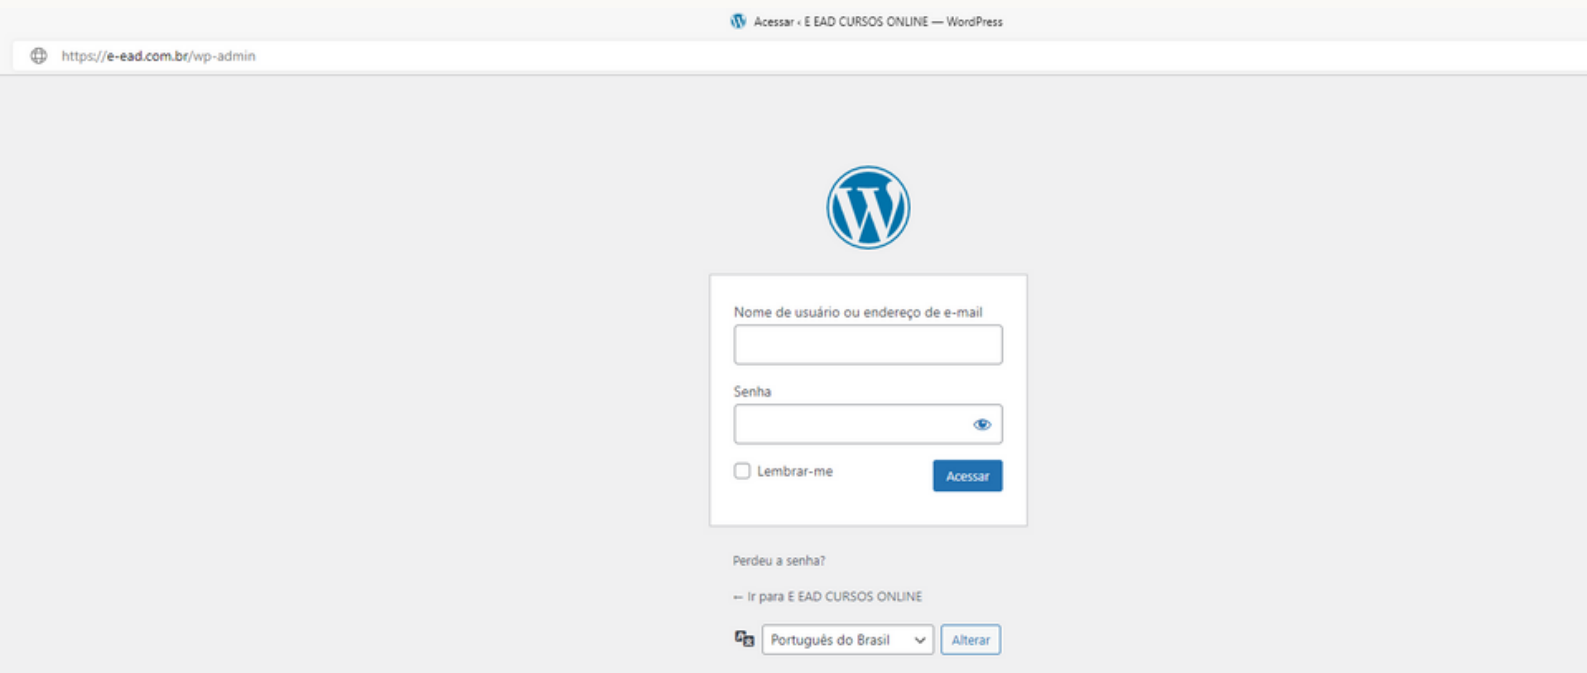 Acessar ‹ E EAD CURSOS ONLINE — WordPress
https://e-ead.com.br/wp-admin
Nome de usuário ou endereço de e-mail
Senha
Lembrar-me
Acessar
Perdeu a senha?
← Ir para E EAD CURSOS ONLINE
Português do Brasil
Alterar